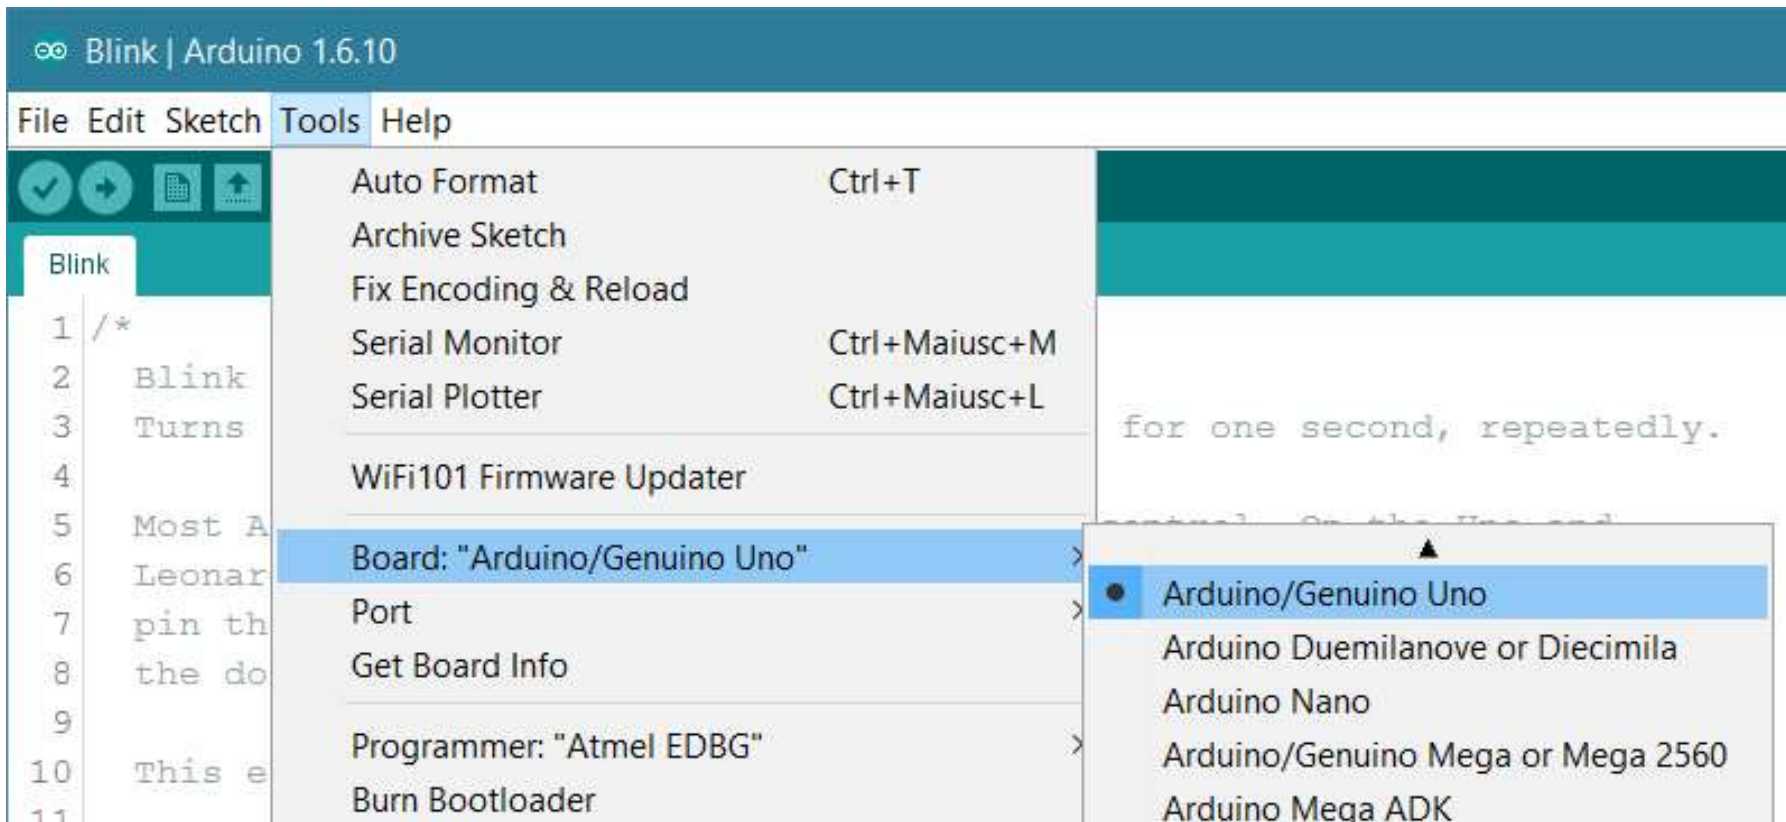 Blink | Arduino 1.6.10
File Edit Sketch Tools Help
Auto Format Ctrl+T
Archive Sketch
Fix Encoding & Reload
Serial Monitor Ctrl+Maiusc+M
Serial Plotter Ctrl+Maiusc+L
WiFi101 Firmware Updater
Board: "Arduino/Genuino Uno"
Port
Get Board Info
Programmer: "Atmel EDBG"
Burn Bootloader
Arduino/Genuino Uno
Arduino Duemilanove or Diecimila
Arduino Nano
Arduino/Genuino Mega or Mega 2560
Arduino Mega ADK
Blink
1 /*
2 Blink
3 Turns for one second, repeatedly.
4
5 Most A
6 Leonar
7 pin th
8 the do
9
10 This e
11